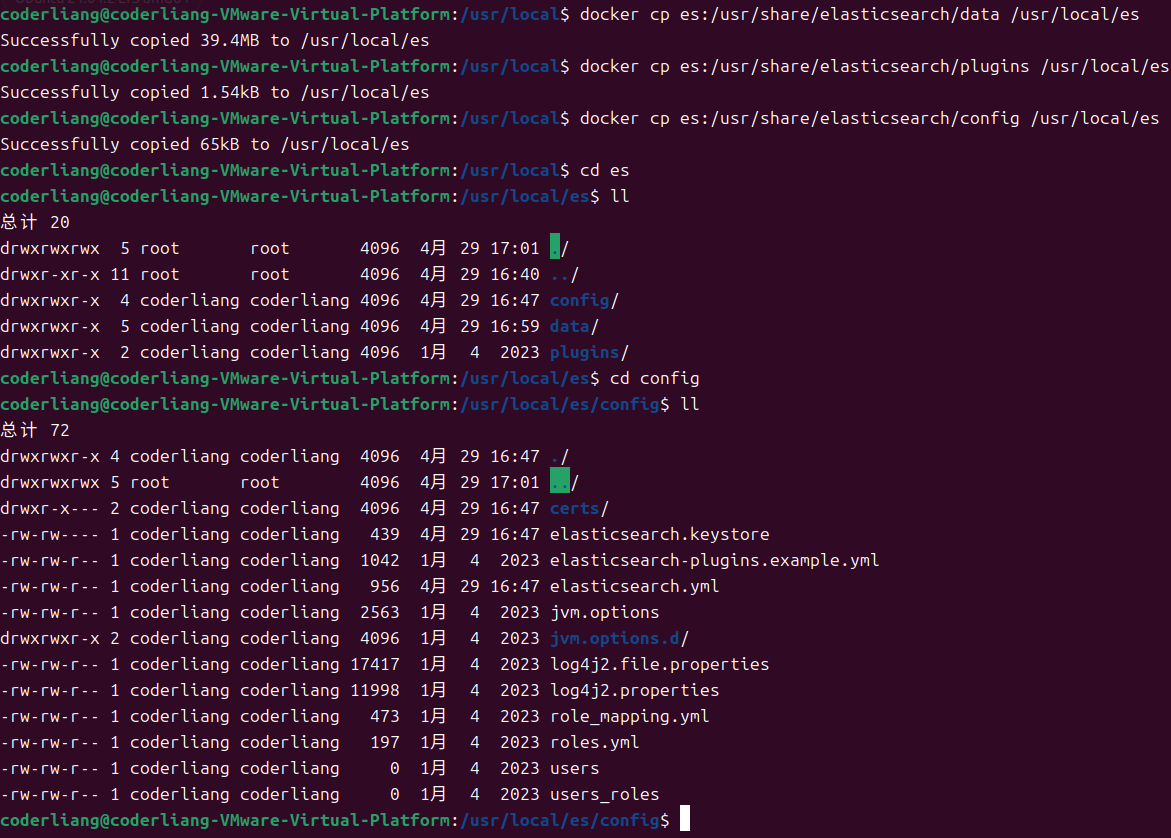 coderliang@coderliang-VMware-Virtual-Platform:/usr/local$ docker cp es:/usr/share/elasticsearch/data /usr/local/es
Successfully copied 39.4MB to /usr/local/es
coderliang@coderliang-VMware-Virtual-Platform:/usr/local$ docker cp es:/usr/share/elasticsearch/plugins /usr/local/es
Successfully copied 1.54kB to /usr/local/es
coderliang@coderliang-VMware-Virtual-Platform:/usr/local$ docker cp es:/usr/share/elasticsearch/config /usr/local/es
Successfully copied 65kB to /usr/local/es
coderliang@coderliang-VMware-Virtual-Platform:/usr/local$ cd es
coderliang@coderliang-VMware-Virtual-Platform:/usr/local/es$ ll
总计 20
drwxrwxrwx  5 root       root       4096  4月 29 17:01 ./
drwxr-xr-x 11 root       root       4096  4月 29 16:40 ../
drwxrwxr-x  4 coderliang coderliang 4096  4月 29 16:47 config/
drwxrwxr-x  5 coderliang coderliang 4096  4月 29 16:59 data/
drwxrwxr-x  2 coderliang coderliang 4096  1月  4  2023 plugins/
coderliang@coderliang-VMware-Virtual-Platform:/usr/local/es$ cd config
coderliang@coderliang-VMware-Virtual-Platform:/usr/local/es/config$ ll
总计 72
drwxrwxr-x 4 coderliang coderliang  4096  4月 29 16:47 ./
drwxrwxrwx 5 root       root        4096  4月 29 17:01 ../
drwxr-x--- 2 coderliang coderliang  4096  4月 29 16:47 certs/
-rw-rw---- 1 coderliang coderliang   439  4月 29 16:47 elasticsearch.keystore
-rw-rw-r-- 1 coderliang coderliang  1042  1月  4  2023 elasticsearch-plugins.example.yml
-rw-rw-r-- 1 coderliang coderliang   956  4月 29 16:47 elasticsearch.yml
-rw-rw-r-- 1 coderliang coderliang  2563  1月  4  2023 jvm.options
drwxrwxr-x 2 coderliang coderliang  4096  1月  4  2023 jvm.options.d/
-rw-rw-r-- 1 coderliang coderliang 17417  1月  4  2023 log4j2.file.properties
-rw-rw-r-- 1 coderliang coderliang 11998  1月  4  2023 log4j2.properties
-rw-rw-r-- 1 coderliang coderliang   473  1月  4  2023 role_mapping.yml
-rw-rw-r-- 1 coderliang coderliang   197  1月  4  2023 roles.yml
-rw-rw-r-- 1 coderliang coderliang     0  1月  4  2023 users
-rw-rw-r-- 1 coderliang coderliang     0  1月  4  2023 users_roles
coderliang@coderliang-VMware-Virtual-Platform:/usr/local/es/config$